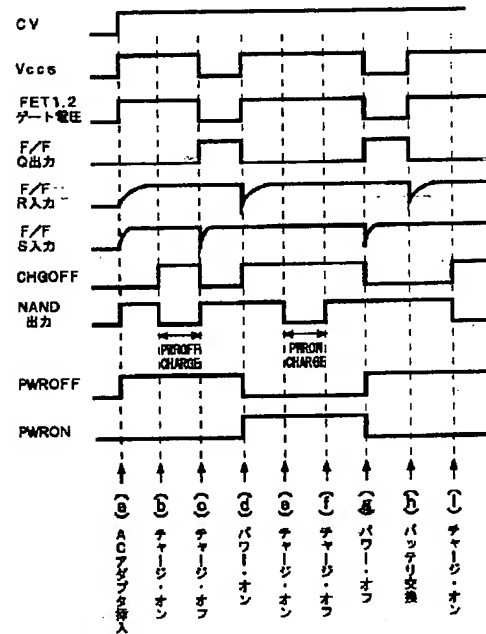 CV
Vccs
FET1.2
ゲート電圧
F/F
Q出力
F/F
R入力
F/F
S入力
CHGOFF
NAND
出力
PWROFF
CHARGE
PWRON
CHARGE
PWROFF
PWRON
(a) ACアダプタ挿入
(b) チャージ・オン
(c) チャージ・オフ
(d) パワー・オン
(e) チャージ・オン
(f) チャージ・オフ
(g) パワー・オフ
(h) バッテリ交換
(i) チャージ・オン